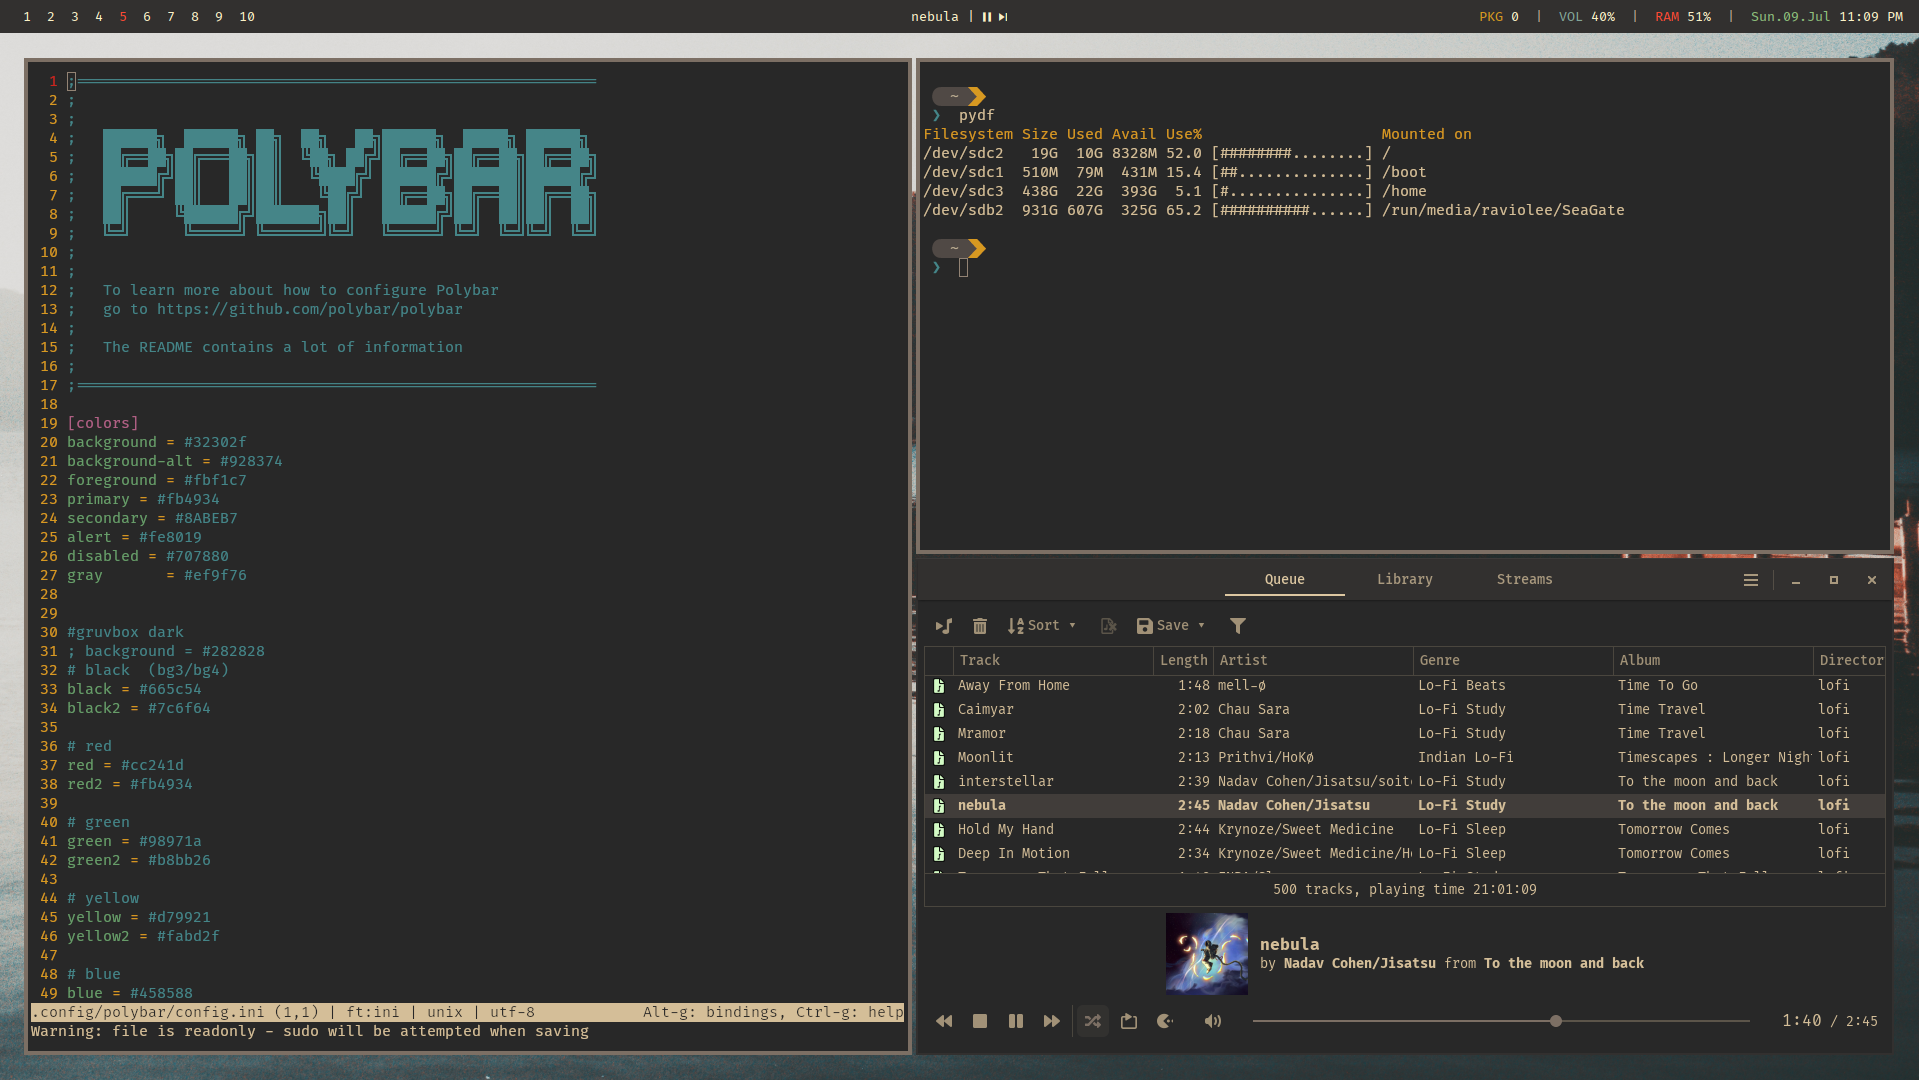 1 2 3 4 5 6 7 8 9 10
nebula |
PKG 0 | VOL 40% | RAM 51% | Sun.09.Jul 11:09 PM
1 ;══════════════════════════════════════════════════════════
2 ;
3 ;
4 ;
5 ;
6 ; POLYBAR
7 ;
8 ;
9 ;
10 ;
11 ;
12 ;   To learn more about how to configure Polybar
13 ;   go to https://github.com/polybar/polybar
14 ;
15 ;   The README contains a lot of information
16 ;
17 ;══════════════════════════════════════════════════════════
18
19 [colors]
20 background = #32302f
21 background-alt = #928374
22 foreground = #fbf1c7
23 primary = #fb4934
24 secondary = #8ABEB7
25 alert = #fe8019
26 disabled = #707880
27 gray       = #ef9f76
28
29
30 #gruvbox dark
31 ; background = #282828
32 # black  (bg3/bg4)
33 black = #665c54
34 black2 = #7c6f64
35
36 # red
37 red = #cc241d
38 red2 = #fb4934
39
40 # green
41 green = #98971a
42 green2 = #b8bb26
43
44 # yellow
45 yellow = #d79921
46 yellow2 = #fabd2f
47
48 # blue
49 blue = #458588
.config/polybar/config.ini (1,1) | ft:ini | unix | utf-8            Alt-g: bindings, Ctrl-g: help
Warning: file is readonly - sudo will be attempted when saving
~
❯  pydf
Filesystem Size Used Avail Use%                    Mounted on
/dev/sdc2   19G  10G 8328M 52.0 [########........] /
/dev/sdc1  510M  79M  431M 15.4 [##..............] /boot
/dev/sdc3  438G  22G  393G  5.1 [#...............] /home
/dev/sdb2  931G 607G  325G 65.2 [##########......] /run/media/raviolee/SeaGate
~
❯
Queue Library Streams
Sort Save
Track Length Artist Genre Album Director
Away From Home 1:48 mell-ø Lo-Fi Beats Time To Go lofi
Caimyar 2:02 Chau Sara Lo-Fi Study Time Travel lofi
Mramor 2:18 Chau Sara Lo-Fi Study Time Travel lofi
Moonlit 2:13 Prithvi/HoKø Indian Lo-Fi Timescapes : Longer Nigh lofi
interstellar 2:39 Nadav Cohen/Jisatsu/soit Lo-Fi Study To the moon and back lofi
nebula 2:45 Nadav Cohen/Jisatsu Lo-Fi Study To the moon and back lofi
Hold My Hand 2:44 Krynoze/Sweet Medicine Lo-Fi Sleep Tomorrow Comes lofi
Deep In Motion 2:34 Krynoze/Sweet Medicine/H Lo-Fi Sleep Tomorrow Comes lofi
500 tracks, playing time 21:01:09
nebula
by Nadav Cohen/Jisatsu from To the moon and back
1:40 / 2:45